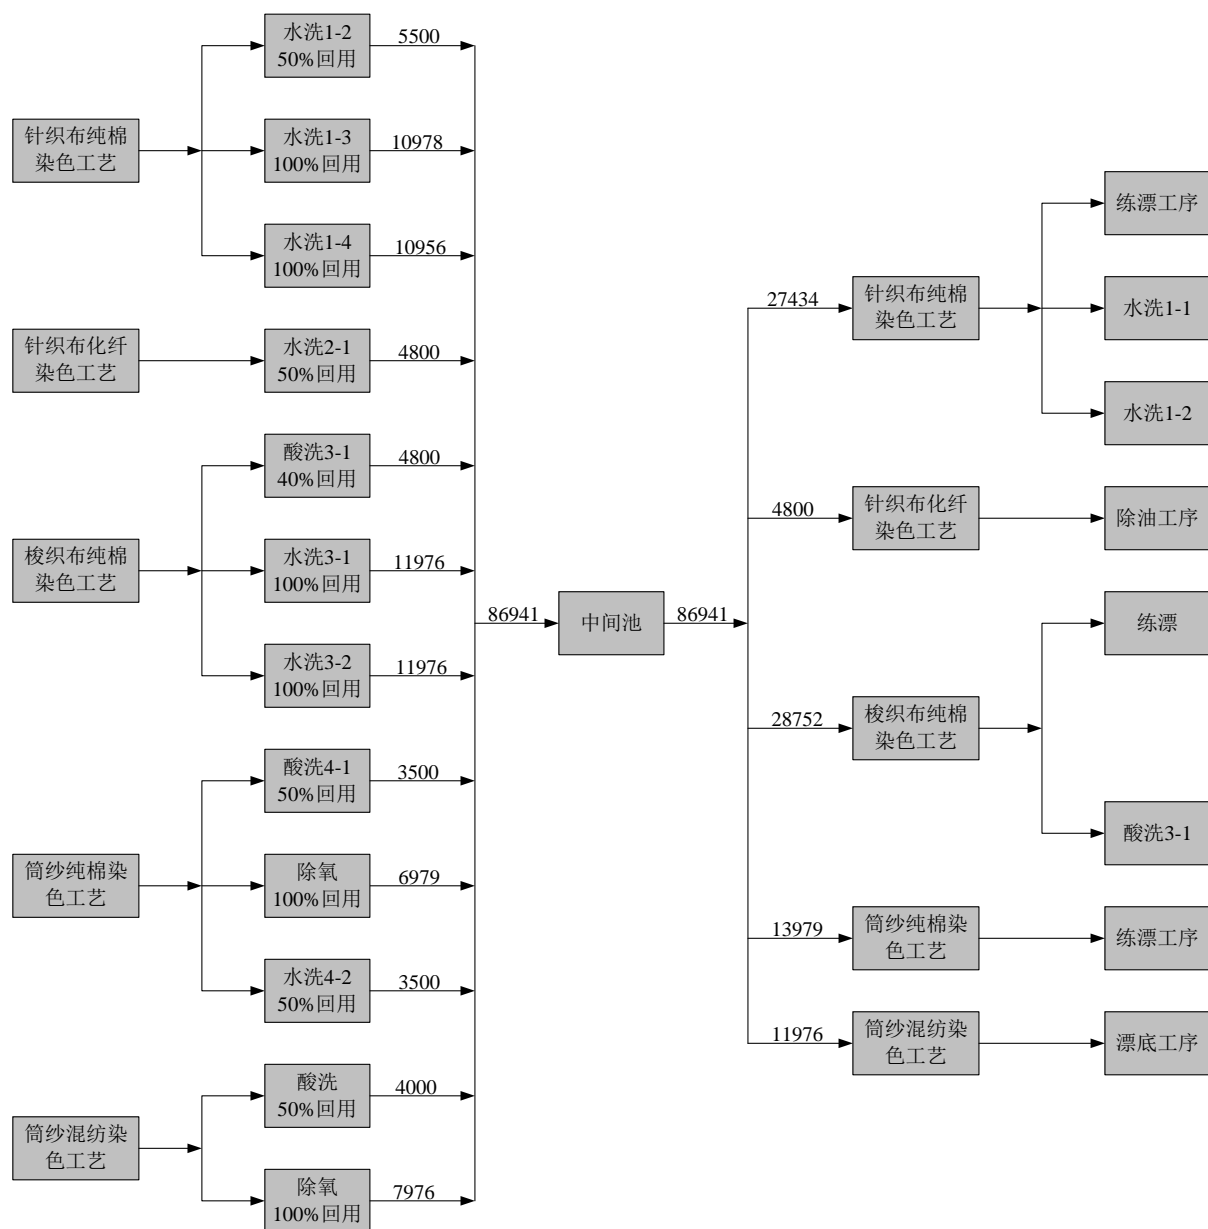 针织布纯棉
染色工艺
水洗1-2
50%回用
5500
水洗1-3
100%回用
10978
水洗1-4
100%回用
10956
针织布化纤
染色工艺
水洗2-1
50%回用
4800
梭织布纯棉
染色工艺
酸洗3-1
40%回用
4800
水洗3-1
100%回用
11976
水洗3-2
100%回用
11976
筒纱纯棉染
色工艺
酸洗4-1
50%回用
3500
除氧
100%回用
6979
水洗4-2
50%回用
3500
筒纱混纺染
色工艺
酸洗
50%回用
4000
除氧
100%回用
7976
86941
中间池
86941
27434
针织布纯棉
染色工艺
练漂工序
水洗1-1
水洗1-2
4800
针织布化纤
染色工艺
除油工序
28752
梭织布纯棉
染色工艺
练漂
酸洗3-1
13979
筒纱纯棉染
色工艺
练漂工序
11976
筒纱混纺染
色工艺
漂底工序